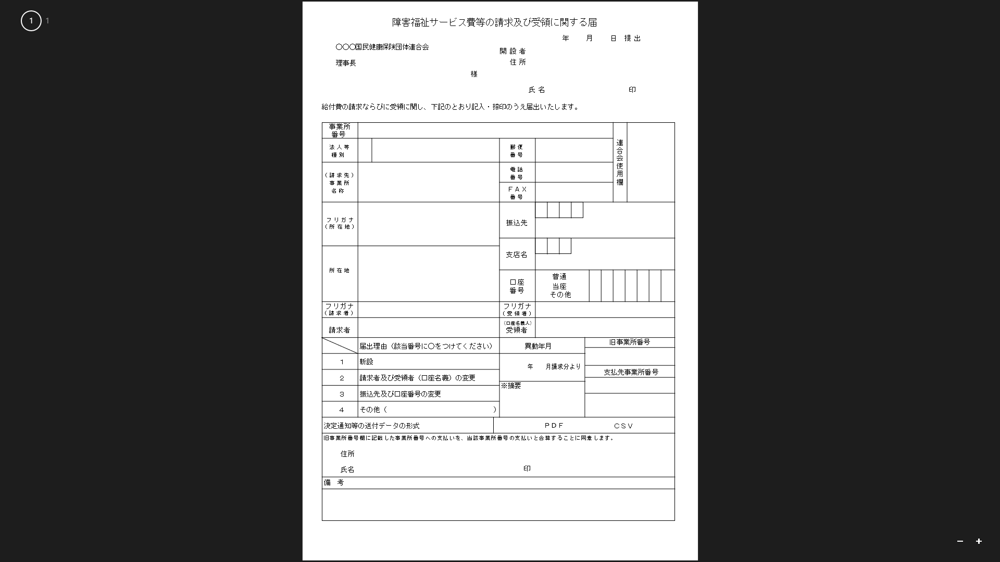 1 1
障害福祉サービス費等の請求及び受領に関する届
年 月 日 提出
〇〇〇国民健康保険団体連合会
開設者
住所
理事長
様
氏名 印
給付費の請求ならびに受領に関し、下記のとおり記入・捺印のうえ届出いたします。
事業所
番号
連合会使用欄
法人等
種別
郵便
番号
(請求先)
事業所
名称
電話
番号
FAX
番号
フリガナ
(所在地)
振込先
支店名
所在地
口座
番号
普通
当座
その他
フリガナ
(請求者)
フリガナ
(受領者)
請求者
(口座名義人)
受領者
届出理由(該当番号に〇をつけてください) 異動年月 旧事業所番号
1 新設
年 月請求分より
支払先事業所番号
2 請求者及び受領者(口座名義)の変更
※摘要
3 振込先及び口座番号の変更
4 その他( )
決定通知等の送付データの形式 PDF CSV
旧事業所番号欄に記載した事業所番号への支払いを、当該事業所番号の支払いと合算することに同意します。
住所
氏名 印
備 考
− +